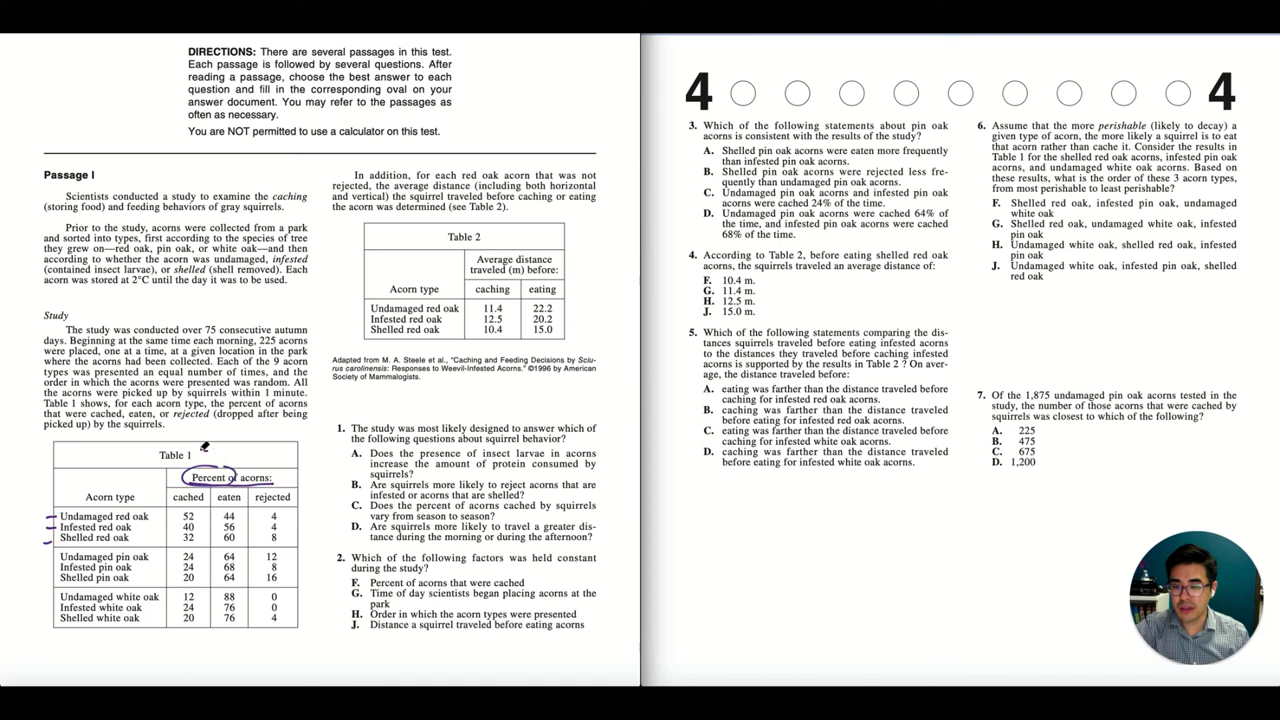 DIRECTIONS: There are several passages in this test.
Each passage is followed by several questions. After
reading a passage, choose the best answer to each
question and fill in the corresponding oval on your
answer document. You may refer to the passages as
often as necessary.
You are NOT permitted to use a calculator on this test.
Passage I
Scientists conducted a study to examine the caching
(storing food) and feeding behaviors of gray squirrels.
Prior to the study, acorns were collected from a park
and sorted into types, first according to the species of tree
they grew on—red oak, pin oak, or white oak—and then
according to whether the acorn was undamaged, infested
(contained insect larvae), or shelled (shell removed). Each
acorn was stored at 2°C until the day it was to be used.
Study
The study was conducted over 75 consecutive autumn
days. Beginning at the same time each morning, 225 acorns
were placed, one at a time, at a given location in the park
where the acorns had been collected. Each of the 9 acorn
types was presented an equal number of times, and the
order in which the acorns were presented was random. All
the acorns were picked up by squirrels within 1 minute.
Table 1 shows, for each acorn type, the percent of acorns
that were cached, eaten, or rejected (dropped after being
picked up) by the squirrels.
Table 1
Percent of acorns:
Acorn type cached eaten rejected
Undamaged red oak 52 44 4
Infested red oak 40 56 4
Shelled red oak 32 60 8
Undamaged pin oak 24 64 12
Infested pin oak 24 68 8
Shelled pin oak 20 64 16
Undamaged white oak 12 88 0
Infested white oak 24 76 0
Shelled white oak 20 76 4
In addition, for each red oak acorn that was not
rejected, the average distance (including both horizontal
and vertical) the squirrel traveled before caching or eating
the acorn was determined (see Table 2).
Table 2
Average distance
traveled (m) before:
Acorn type caching eating
Undamaged red oak 11.4 22.2
Infested red oak 12.5 20.2
Shelled red oak 10.4 15.0
Adapted from M. A. Steele et al., "Caching and Feeding Decisions by Sciu-
rus carolinensis: Responses to Weevil-Infested Acorns." ©1996 by American
Society of Mammalogists.
1. The study was most likely designed to answer which of
the following questions about squirrel behavior?
A. Does the presence of insect larvae in acorns
increase the amount of protein consumed by
squirrels?
B. Are squirrels more likely to reject acorns that are
infested or acorns that are shelled?
C. Does the percent of acorns cached by squirrels
vary from season to season?
D. Are squirrels more likely to travel a greater dis-
tance during the morning or during the afternoon?
2. Which of the following factors was held constant
during the study?
F. Percent of acorns that were cached
G. Time of day scientists began placing acorns at the
park
H. Order in which the acorn types were presented
J. Distance a squirrel traveled before eating acorns
4 4
3. Which of the following statements about pin oak
acorns is consistent with the results of the study?
A. Shelled pin oak acorns were eaten more frequently
than infested pin oak acorns.
B. Shelled pin oak acorns were rejected less fre-
quently than undamaged pin oak acorns.
C. Undamaged pin oak acorns and infested pin oak
acorns were cached 24% of the time.
D. Undamaged pin oak acorns were cached 64% of
the time, and infested pin oak acorns were cached
68% of the time.
4. According to Table 2, before eating shelled red oak
acorns, the squirrels traveled an average distance of:
F. 10.4 m.
G. 11.4 m.
H. 12.5 m.
J. 15.0 m.
5. Which of the following statements comparing the dis-
tances squirrels traveled before eating infested acorns
to the distances they traveled before caching infested
acorns is supported by the results in Table 2 ? On aver-
age, the distance traveled before:
A. eating was farther than the distance traveled before
caching for infested red oak acorns.
B. caching was farther than the distance traveled
before eating for infested red oak acorns.
C. eating was farther than the distance traveled before
caching for infested white oak acorns.
D. caching was farther than the distance traveled
before eating for infested white oak acorns.
6. Assume that the more perishable (likely to decay) a
given type of acorn, the more likely a squirrel is to eat
that acorn rather than cache it. Consider the results in
Table 1 for the shelled red oak acorns, infested pin oak
acorns, and undamaged white oak acorns. Based on
these results, what is the order of these 3 acorn types,
from most perishable to least perishable?
F. Shelled red oak, infested pin oak, undamaged
white oak
G. Shelled red oak, undamaged white oak, infested
pin oak
H. Undamaged white oak, shelled red oak, infested
pin oak
J. Undamaged white oak, infested pin oak, shelled
red oak
7. Of the 1,875 undamaged pin oak acorns tested in the
study, the number of those acorns that were cached by
squirrels was closest to which of the following?
A. 225
B. 475
C. 675
D. 1,200